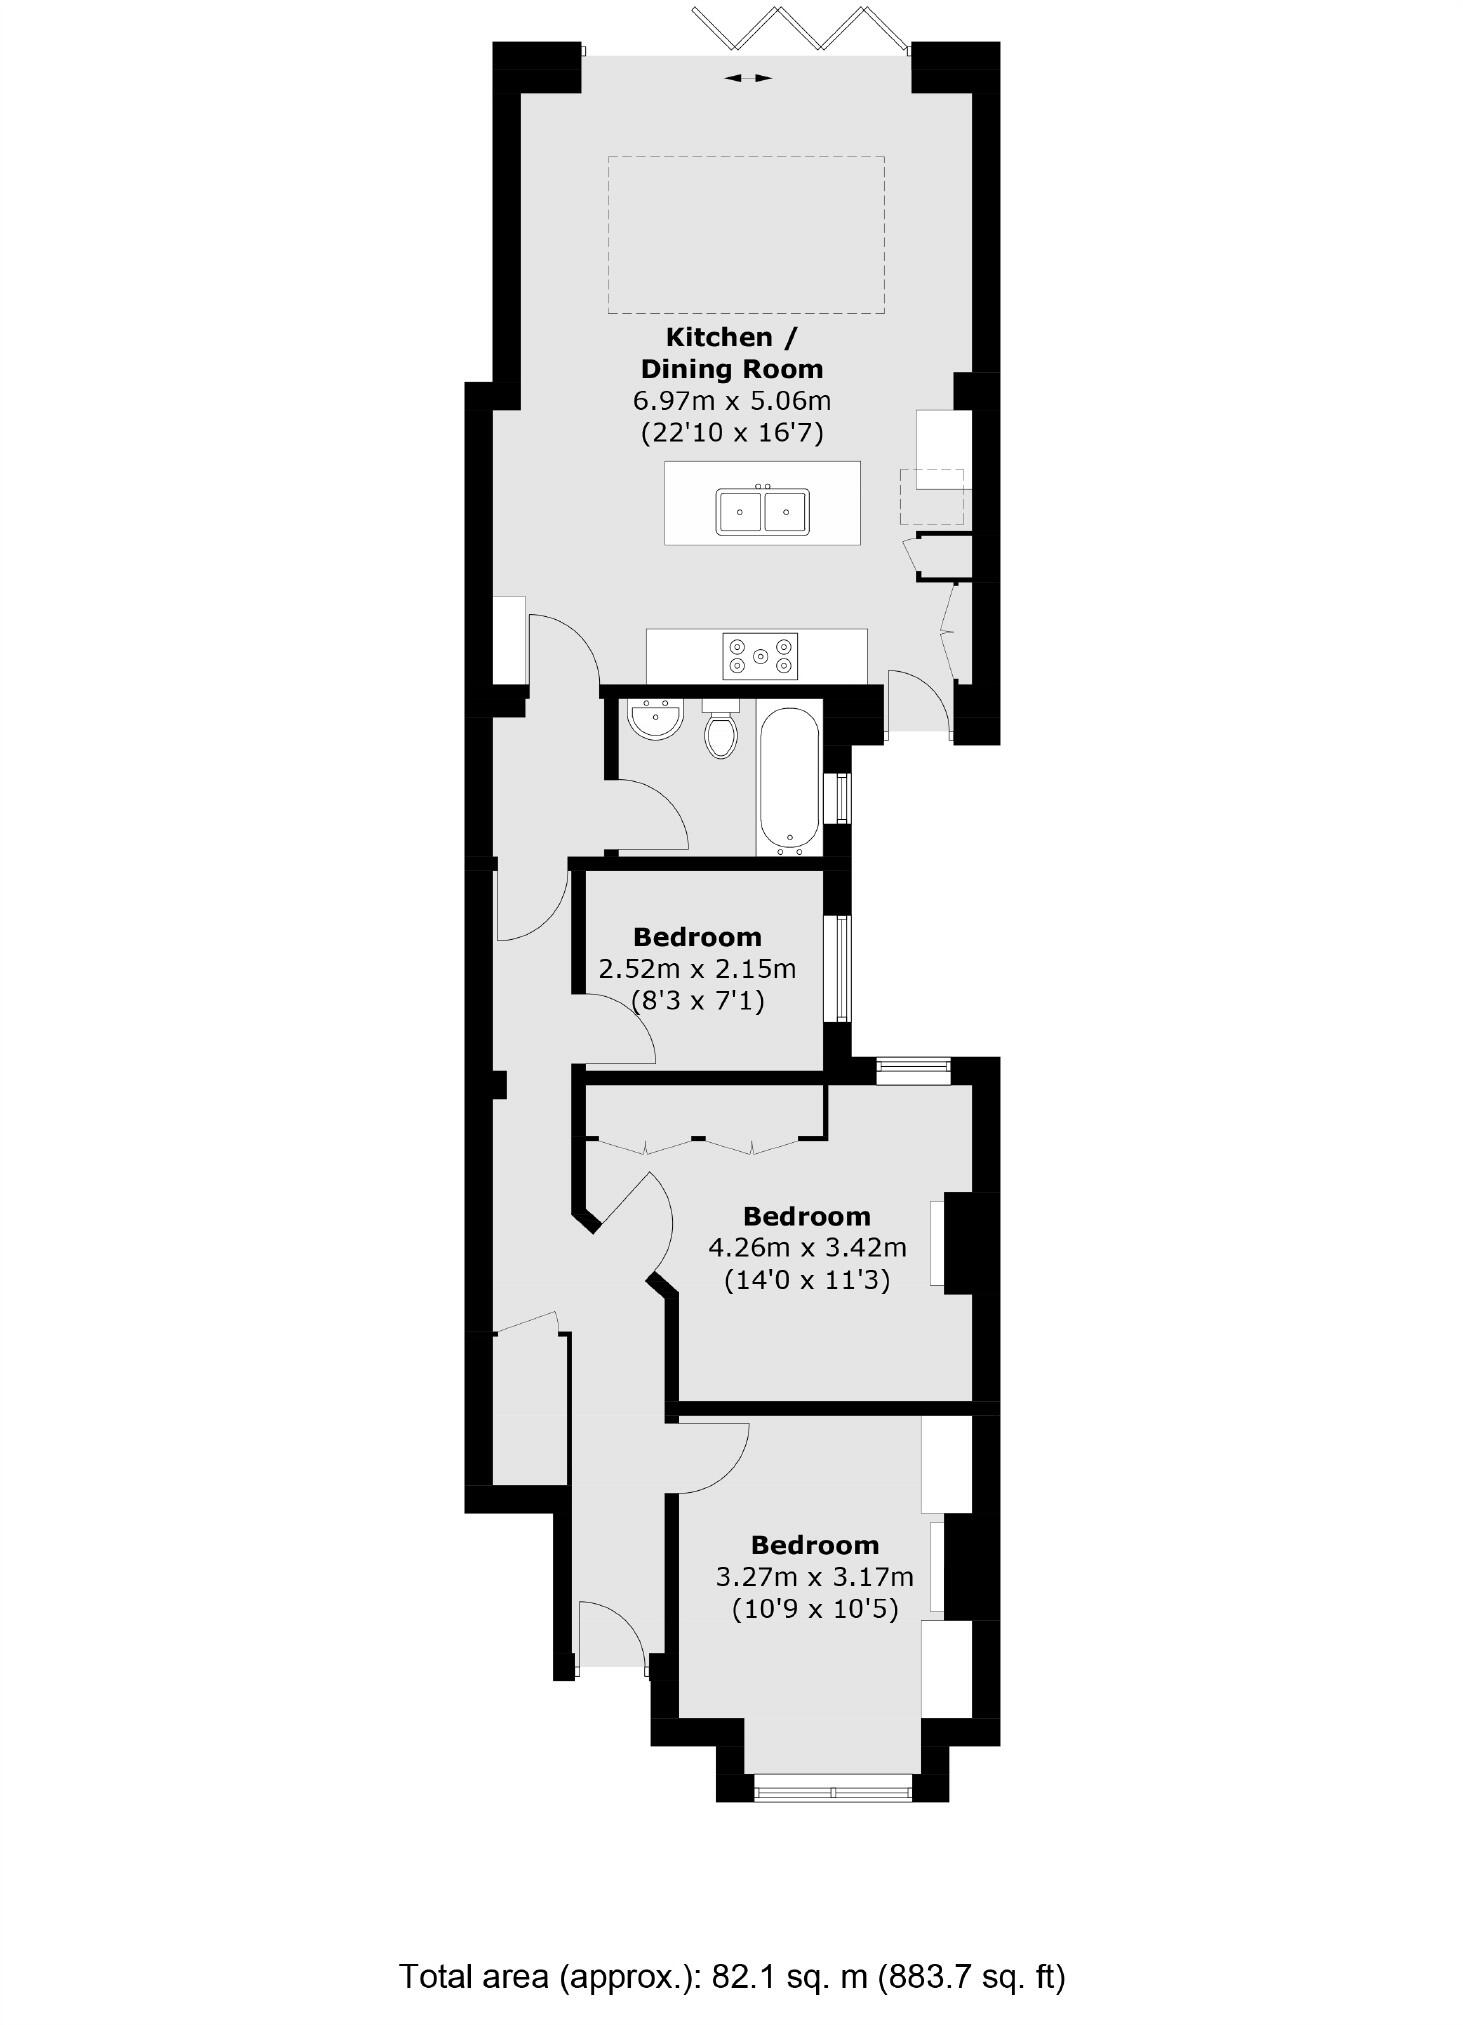 Kitchen /
Dining Room
6.97m x 5.06m
(22'10 x 16'7)
Bedroom
2.52m x 2.15m
(8'3 x 7'1)
Bedroom
4.26m x 3.42m
(14'0 x 11'3)
Bedroom
3.27m x 3.17m
(10'9 x 10'5)
Total area (approx.): 82.1 sq. m (883.7 sq. ft)